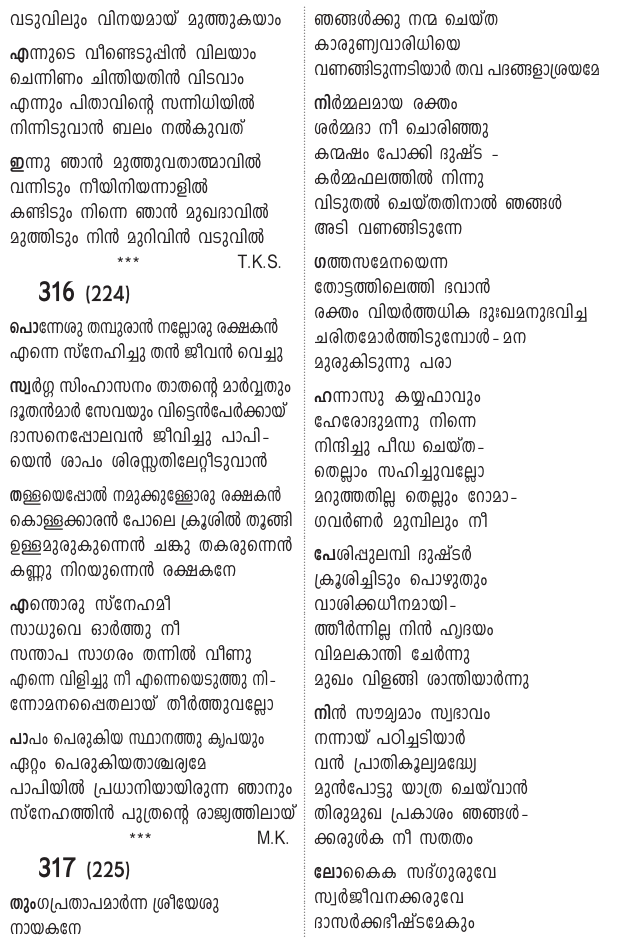 വടുവിലും വിനയമായ് മുത്തുകയാം
എന്നുടെ വീണ്ടെടുപ്പിൻ വിലയാം
ചെന്നിണം ചിന്തിയതിൻ വിടവാം
എന്നും പിതാവിന്റെ സന്നിധിയിൽ
നിന്നിടുവാൻ ബലം നൽകുവത്
ഇന്നു ഞാൻ മുത്തുവതാത്മാവിൽ
വന്നിടും നീയിനിയന്നാളിൽ
കണ്ടിടും നിന്നെ ഞാൻ മുഖദാവിൽ
മുത്തിടും നിൻ മുറിവിൻ വടുവിൽ
*** T.K.S.
316 (224)
പൊന്നേശു തമ്പുരാൻ നല്ലോരു രക്ഷകൻ
എന്നെ സ്നേഹിച്ചു തൻ ജീവൻ വെച്ചു
സ്വർഗ്ഗ സിംഹാസനം താതന്റെ മാർവ്വതും
ദൂതൻമാർ സേവയും വിട്ടെൻപേർക്കായ്
ദാസനെപ്പോലവൻ ജീവിച്ചു പാപി-
യെൻ ശാപം ശിരസ്സതിലേറ്റീടുവാൻ
തള്ളയെപ്പോൽ നമുക്കുള്ളോരു രക്ഷകൻ
കൊള്ളക്കാരൻ പോലെ ക്രൂശിൽ തൂങ്ങി
ഉള്ളമുരുകുന്നെൻ ചങ്കു തകരുന്നെൻ
കണ്ണു നിറയുന്നെൻ രക്ഷകനേ
എന്തൊരു സ്നേഹമീ
സാധുവെ ഓർത്തു നീ
സന്താപ സാഗരം തന്നിൽ വീണു
എന്നെ വിളിച്ചു നീ എന്നെയെടുത്തു നി-
ന്നോമനപ്പൈതലായ് തീർത്തുവല്ലോ
പാപം പെരുകിയ സ്ഥാനത്തു കൃപയും
ഏറ്റം പെരുകിയതാശ്ചര്യമേ
പാപിയിൽ പ്രധാനിയായിരുന്ന ഞാനും
സ്നേഹത്തിൻ പുത്രന്റെ രാജ്യത്തിലായ്
*** M.K.
317 (225)
തുംഗപ്രതാപമാർന്ന ശ്രീയേശു
നായകനേ
ഞങ്ങൾക്കു നന്മ ചെയ്ത
കാരുണ്യവാരിധിയെ
വണങ്ങിടുന്നടിയാർ തവ പദങ്ങളാശ്രയമേ
നിർമ്മലമായ രക്തം
ശർമ്മദാ നീ ചൊരിഞ്ഞു
കന്മഷം പോക്കി ദുഷ്ട -
കർമ്മഫലത്തിൽ നിന്നു
വിടുതൽ ചെയ്തതിനാൽ ഞങ്ങൾ
അടി വണങ്ങിടുന്നേ
ഗത്തസമേനയെന്ന
തോട്ടത്തിലെത്തി ഭവാൻ
രക്തം വിയർത്തധിക ദുഃഖമനുഭവിച്ച
ചരിതമോർത്തിടുമ്പോൾ- മന
മുരുകിടുന്നു പരാ
ഹന്നാസു കയ്യഫാവും
ഹേരോദുമന്നു നിന്നെ
നിന്ദിച്ചു പീഡ ചെയ്ത-
തെല്ലാം സഹിച്ചുവല്ലോ
മറുത്തതില്ല തെല്ലും റോമാ-
ഗവർണർ മുമ്പിലും നീ
പേശിപ്പുലമ്പി ദുഷ്ടർ
ക്രൂശിച്ചിടും പൊഴുതും
വാശിക്കധീനമായി-
ത്തീർന്നില്ല നിൻ ഹൃദയം
വിമലകാന്തി ചേർന്നു
മുഖം വിളങ്ങി ശാന്തിയാർന്നു
നിൻ സൗമ്യമാം സ്വഭാവം
നന്നായ് പഠിച്ചടിയാർ
വൻ പ്രാതികൂല്യമദ്ധ്യേ
മുൻപോട്ടു യാത്ര ചെയ്‌വാൻ
തിരുമുഖ പ്രകാശം ഞങ്ങൾ-
ക്കരുൾക നീ സതതം
ലോകൈക സദ്ഗുരുവേ
സ്വർജീവനക്കരുവേ
ദാസർക്കഭീഷ്ടമേകും